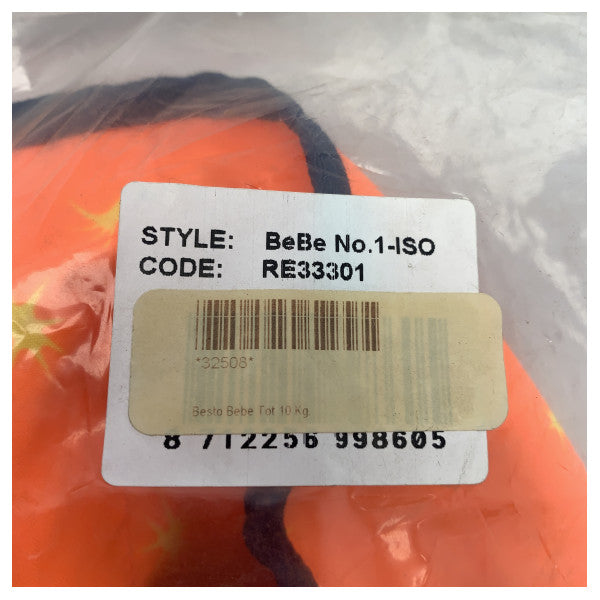 STYLE: BeBe No.1-ISO
CODE: RE33301
*32508*
Besto Bebe Tot 10 Kg
8 712256 998605